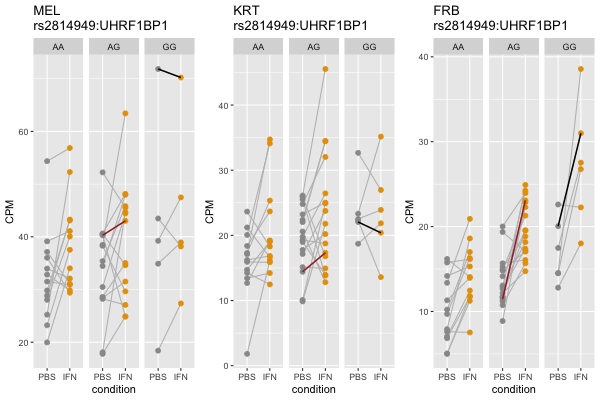 MEL
rs2814949:UHRF1BP1
AA AG GG
CPM
60
40
20
PBS IFN PBS IFN PBS IFN
condition
KRT
rs2814949:UHRF1BP1
AA AG GG
CPM
40
30
20
10
0
PBS IFN PBS IFN PBS IFN
condition
FRB
rs2814949:UHRF1BP1
AA AG GG
CPM
40
30
20
10
PBS IFN PBS IFN PBS IFN
condition